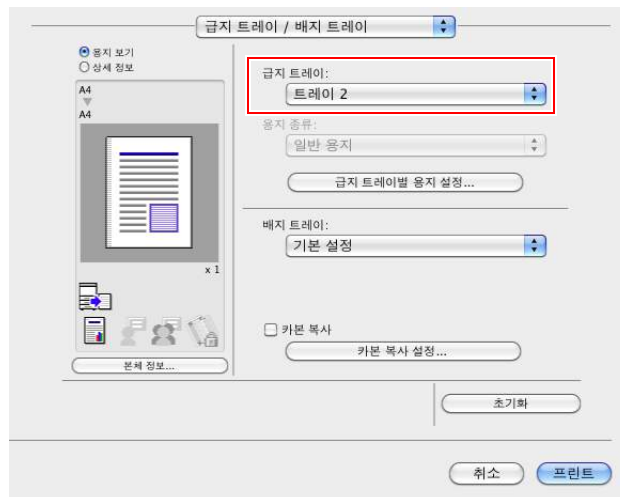 급지 트레이 / 배지 트레이
용지 보기
상세 정보
A4
A4
x 1
본체 정보...
급지 트레이:
트레이 2
용지 종류:
일반 용지
급지 트레이별 용지 설정...
배지 트레이:
기본 설정
카본 복사
카본 복사 설정...
초기화
취소
프린트